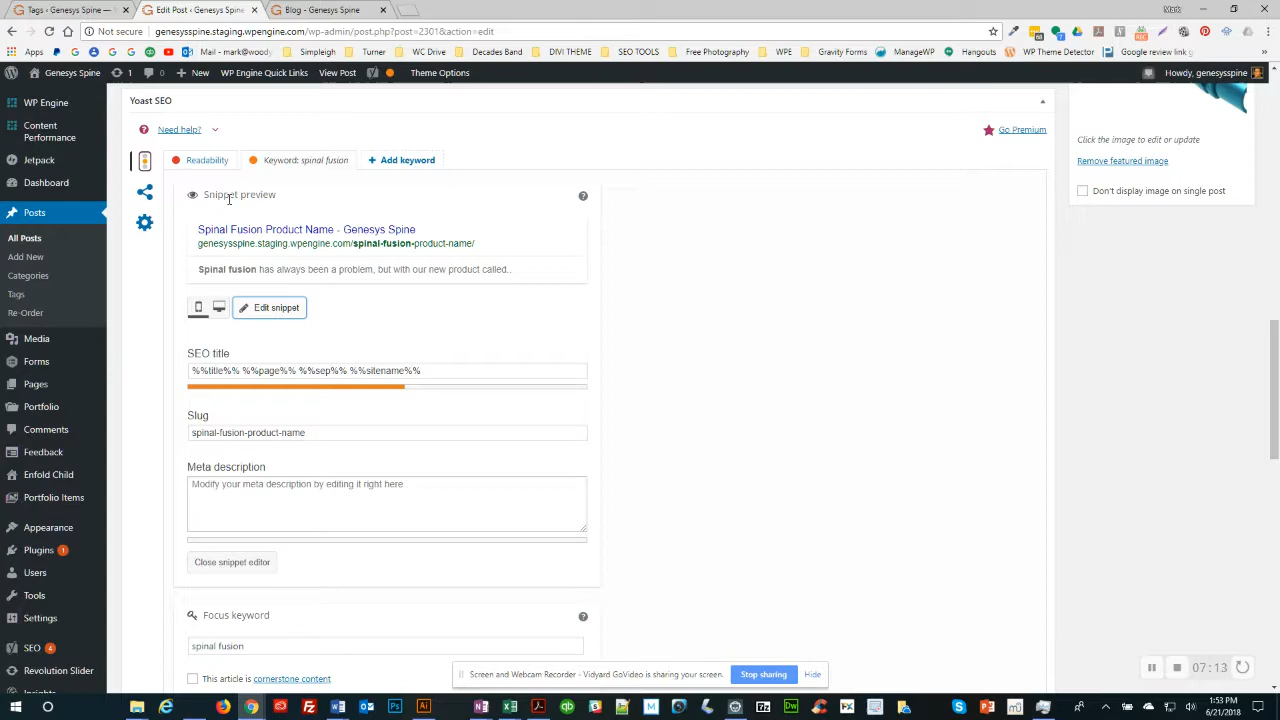 Tags ‹ Genesys Spine —
Edit Post ‹ Genesys Spine
Blog - Genesys Spine
Not secure genesysspine.staging.wpengine.com/wp-admin/post.php?post=2301&action=edit
Apps Mail - mark@woody Simpleigh Turner WC Drive Decades Band DIVI THEME SEO TOOLS Free Photography WPE Gravity Forms ManageWP Hangouts WP Theme Detector Google review link g
Genesys Spine 1 0 New WP Engine Quick Links View Post Theme Options Howdy, genesysspine
WP Engine
Content
Performance
Jetpack
Dashboard
Posts
All Posts
Add New
Categories
Tags
Re-Order
Media
Forms
Pages
Portfolio
Comments
Feedback
Enfold Child
Portfolio Items
Appearance
Plugins 1
Users
Tools
Settings
SEO 4
Revolution Slider
Insights
Yoast SEO
Need help?
Go Premium
Readability
Keyword: spinal fusion
+ Add keyword
Snippet preview
Spinal Fusion Product Name - Genesys Spine
genesysspine.staging.wpengine.com/spinal-fusion-product-name/
Spinal fusion has always been a problem, but with our new product called..
Edit snippet
SEO title
%%title%% %%page%% %%sep%% %%sitename%%
Slug
spinal-fusion-product-name
Meta description
Modify your meta description by editing it right here
Close snippet editor
Focus keyword
spinal fusion
This article is cornerstone content
Click the image to edit or update
Remove featured image
Don't display image on single post
Screen and Webcam Recorder - Vidyard GoVideo is sharing your screen.
Stop sharing
Hide
07:13
1:53 PM
6/21/2018